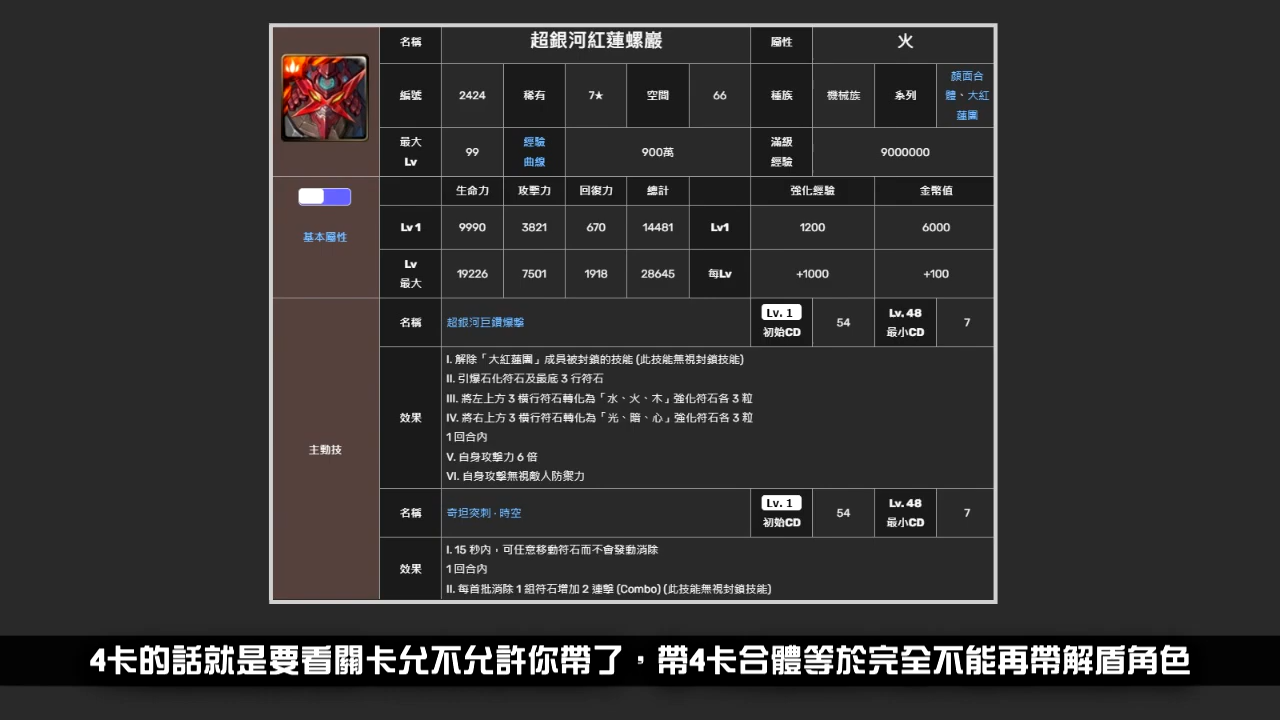 名稱 超銀河紅蓮螺巖 屬性 火
編號 2424 稀有 7★ 空間 66 種族 機械族 系列 顏面合體、大紅蓮團
最大 Lv 99 經驗曲線 900萬 滿級經驗 9000000
生命力 攻擊力 回復力 總計 強化經驗 金幣值
基本屬性
Lv 1 9990 3821 670 14481 Lv1 1200 6000
Lv 最大 19226 7501 1918 28645 每Lv +1000 +100
主動技
名稱 超銀河巨鑽爆擊 Lv. 1 初始CD 54 Lv. 48 最小CD 7
效果
I. 解除「大紅蓮團」成員被封鎖的技能 (此技能無視封鎖技能)
II. 引爆石化符石及最底 3 行符石
III. 將左上方 3 橫行符石轉化為「水、火、木」強化符石各 3 粒
IV. 將右上方 3 橫行符石轉化為「光、暗、心」強化符石各 3 粒
1 回合內
V. 自身攻擊力 6 倍
VI. 自身攻擊無視敵人防禦力
名稱 奇坦突刺 · 時空 Lv. 1 初始CD 54 Lv. 48 最小CD 7
效果
I. 15 秒內，可任意移動符石而不會發動消除
1 回合內
II. 每首批消除 1 組符石增加 2 連擊 (Combo) (此技能無視封鎖技能)
4卡的話就是要看關卡允不允許你帶了，帶4卡合體等於完全不能再帶解盾角色